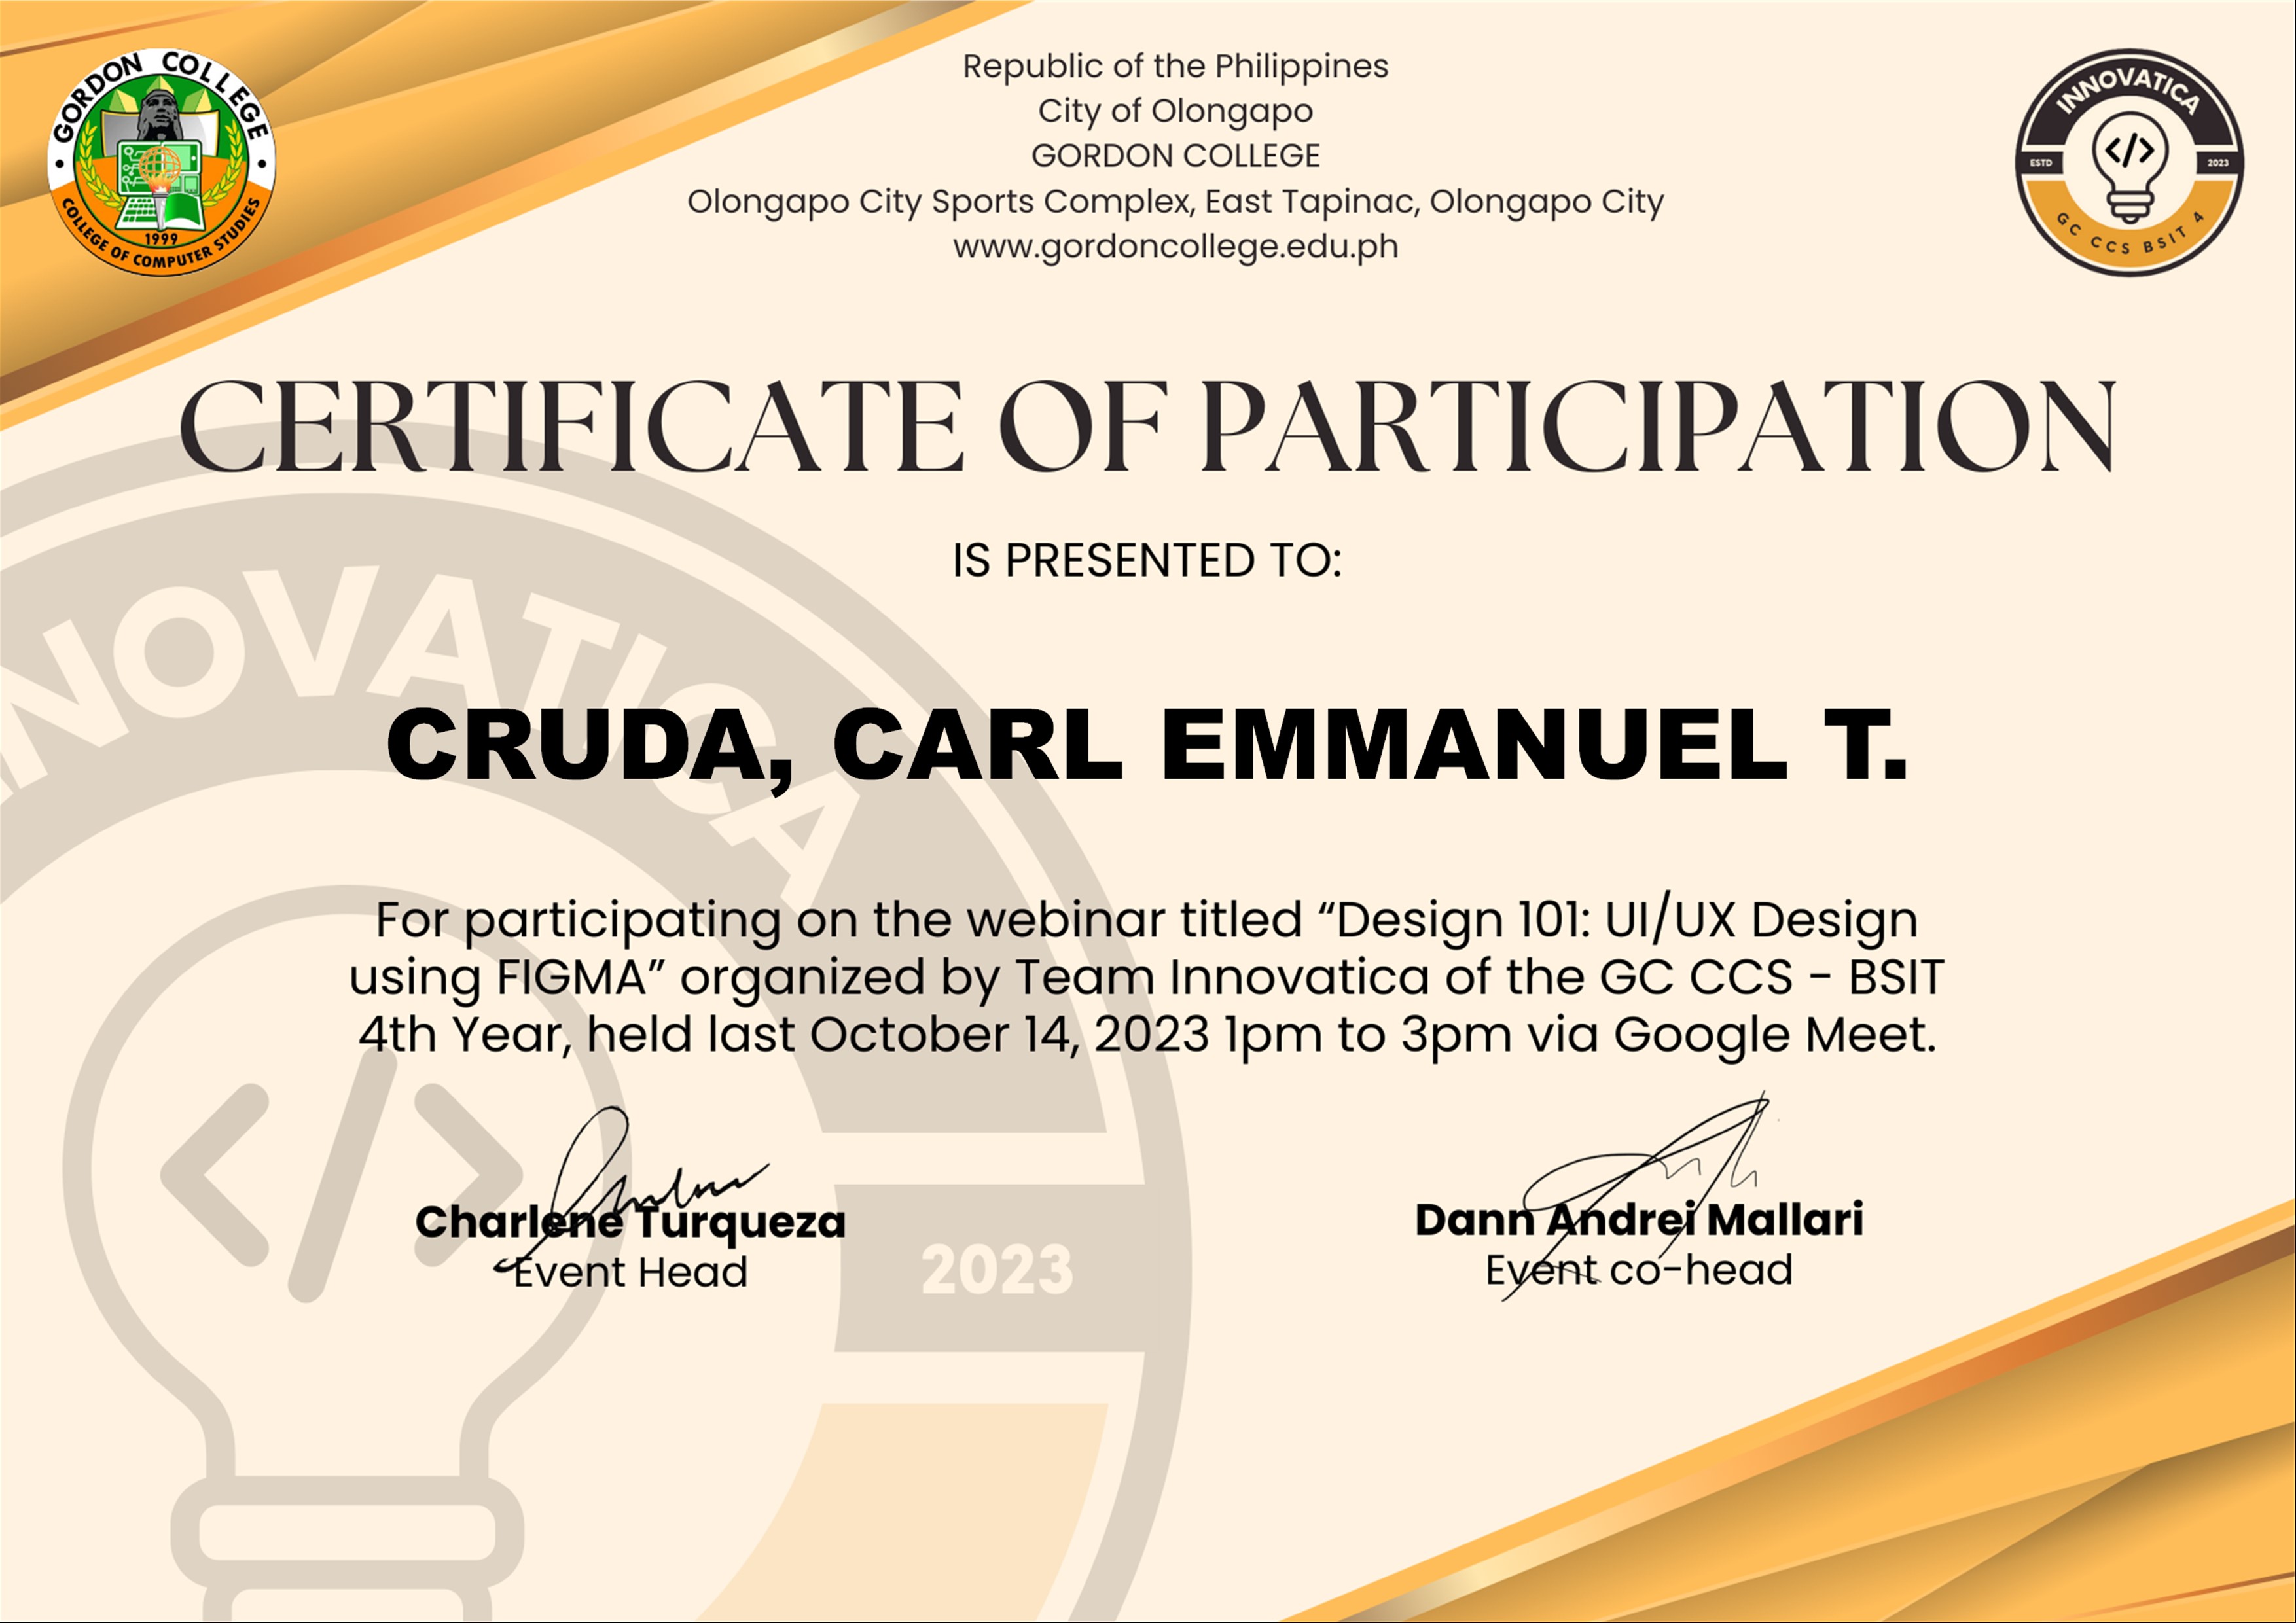 GORDON COLLEGE
COLLEGE OF COMPUTER STUDIES
1999
Republic of the Philippines
City of Olongapo
GORDON COLLEGE
Olongapo City Sports Complex, East Tapinac, Olongapo City
www.gordoncollege.edu.ph
INNOVATICA
ESTD
2023
GC CCS BSIT 4
CERTIFICATE OF PARTICIPATION
IS PRESENTED TO:
NNOVATICA
CRUDA, CARL EMMANUEL T.
For participating on the webinar titled “Design 101: UI/UX Design
using FIGMA” organized by Team Innovatica of the GC CCS - BSIT
4th Year, held last October 14, 2023 1pm to 3pm via Google Meet.
Charlene Turqueza
Event Head
2023
Dann Andrei Mallari
Event co-head